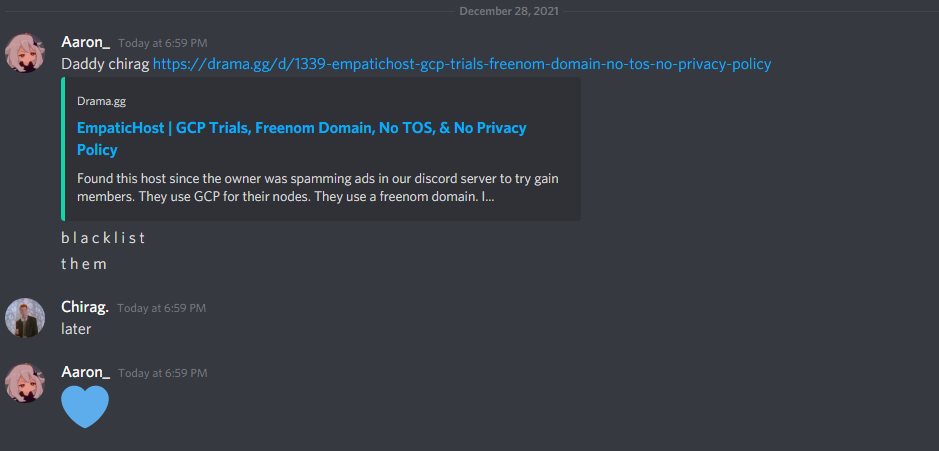 December 28, 2021
Aaron_ Today at 6:59 PM
Daddy chirag https://drama.gg/d/1339-empatichost-gcp-trials-freenom-domain-no-tos-no-privacy-policy
Drama.gg
EmpaticHost | GCP Trials, Freenom Domain, No TOS, & No Privacy
Policy
Found this host since the owner was spamming ads in our discord server to try gain
members. They use GCP for their nodes. They use a freenom domain. I...
b l a c k l i s t
t h e m
Chirag. Today at 6:59 PM
later
Aaron_ Today at 6:59 PM